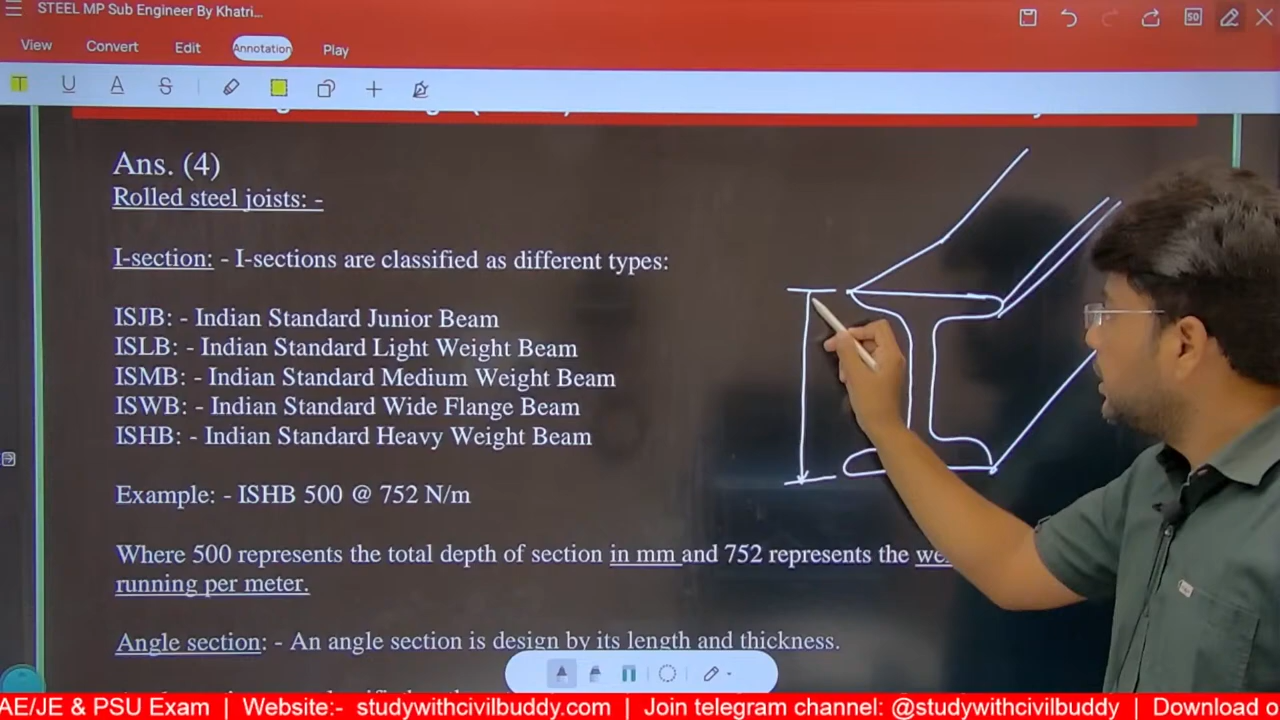 STEEL MP Sub Engineer By Khatri...
50
View Convert Edit Annotation Play
T U A S
Ans. (4)
Rolled steel joists: -
I-section: - I-sections are classified as different types:
ISJB: - Indian Standard Junior Beam
ISLB: - Indian Standard Light Weight Beam
ISMB: - Indian Standard Medium Weight Beam
ISWB: - Indian Standard Wide Flange Beam
ISHB: - Indian Standard Heavy Weight Beam
Example: - ISHB 500 @ 752 N/m
Where 500 represents the total depth of section in mm and 752 represents the
running per meter.
Angle section: - An angle section is design by its length and thickness.
AE/JE & PSU Exam | Website:- studywithcivilbuddy.com | Join telegram channel: @studywithcivilbuddy | Download